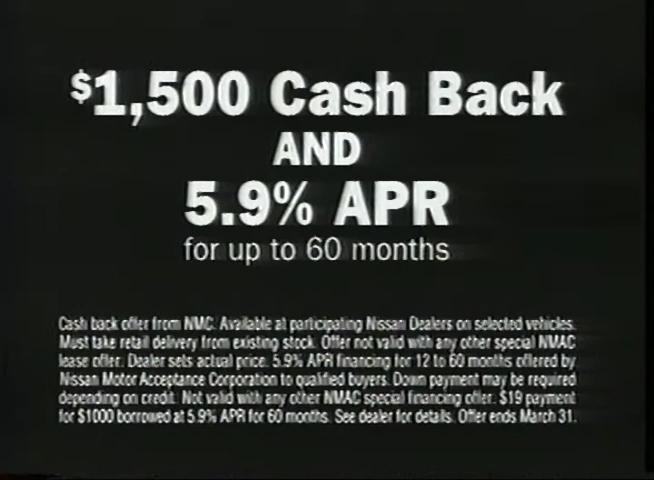 $1,500 Cash Back
AND
5.9% APR
for up to 60 months
Cash back offer from NMC. Available at participating Nissan Dealers on selected vehicles.
Must take retail delivery from existing stock. Offer not valid with any other special NMAC
lease offer. Dealer sets actual price. 5.9% APR financing for 12 to 60 months offered by
Nissan Motor Acceptance Corporation to qualified buyers. Down payment may be required
depending on credit. Not valid with any other NMAC special financing offer. $19 payment
for $1000 borrowed at 5.9% APR for 60 months. See dealer for details. Offer ends March 31.